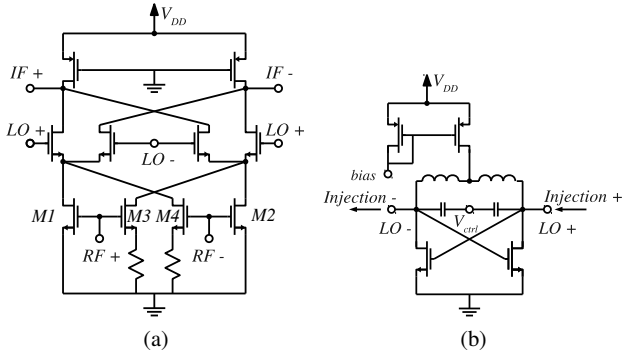 V_DD
IF +
IF -
LO +
LO -
LO +
M1
M3
M4
M2
RF +
RF -
(a)
V_DD
bias
Injection -
Injection +
LO -
V_ctrl
LO +
(b)